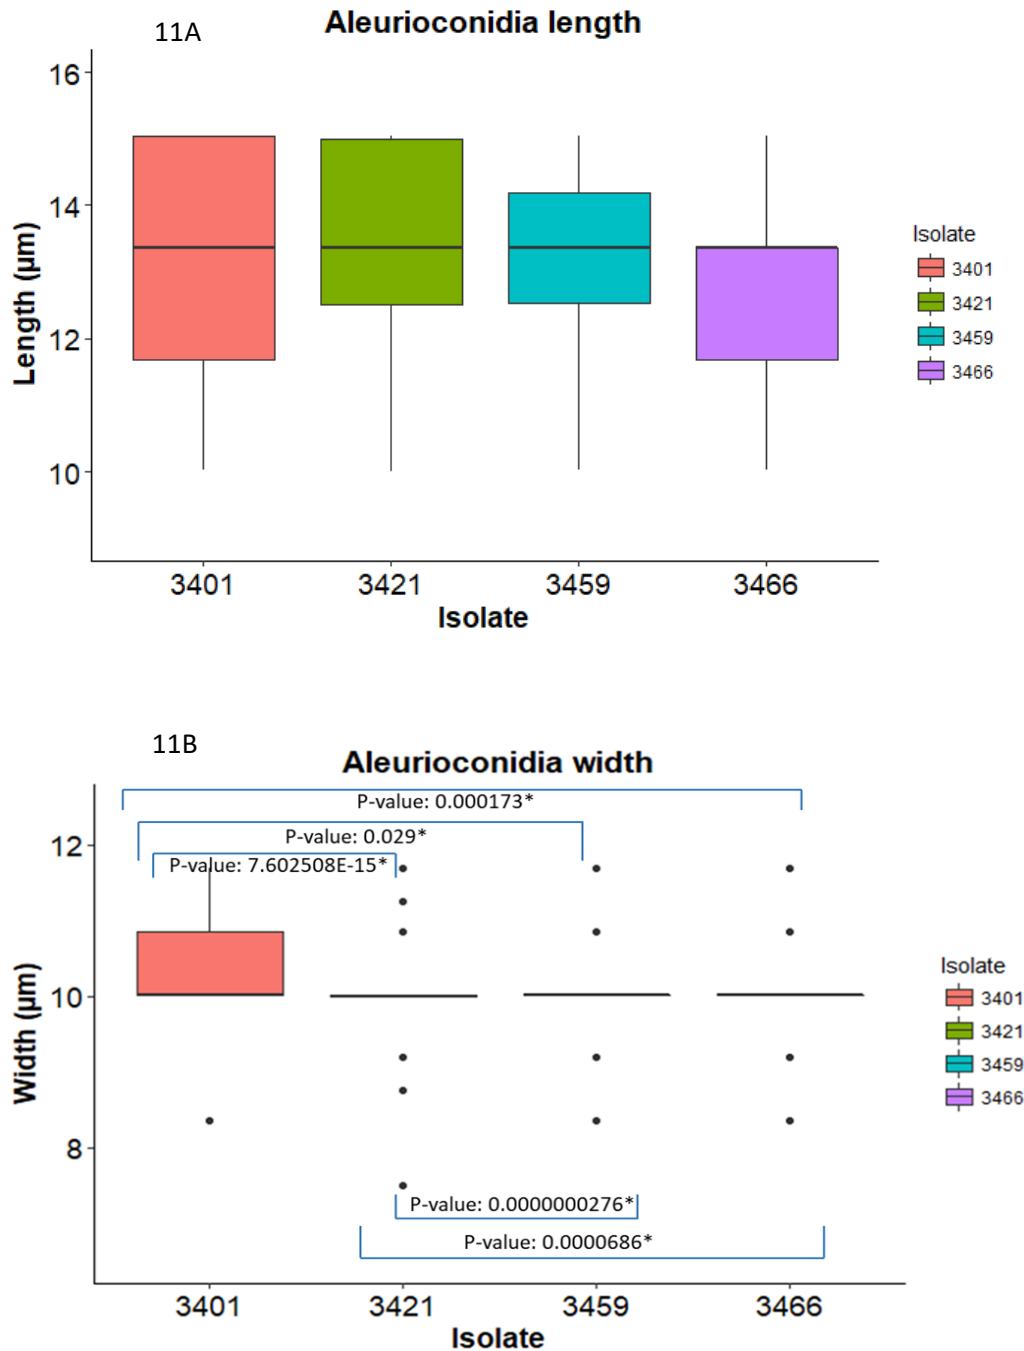 11A
Aleurioconidia length
Length (µm)
16
14
12
10
3401 3421 3459 3466
Isolate
Isolate
3401
3421
3459
3466
11B
Aleurioconidia width
P-value: 0.000173*
P-value: 0.029*
P-value: 7.602508E-15*
Width (µm)
12
10
8
P-value: 0.0000000276*
P-value: 0.0000686*
3401 3421 3459 3466
Isolate
Isolate
3401
3421
3459
3466